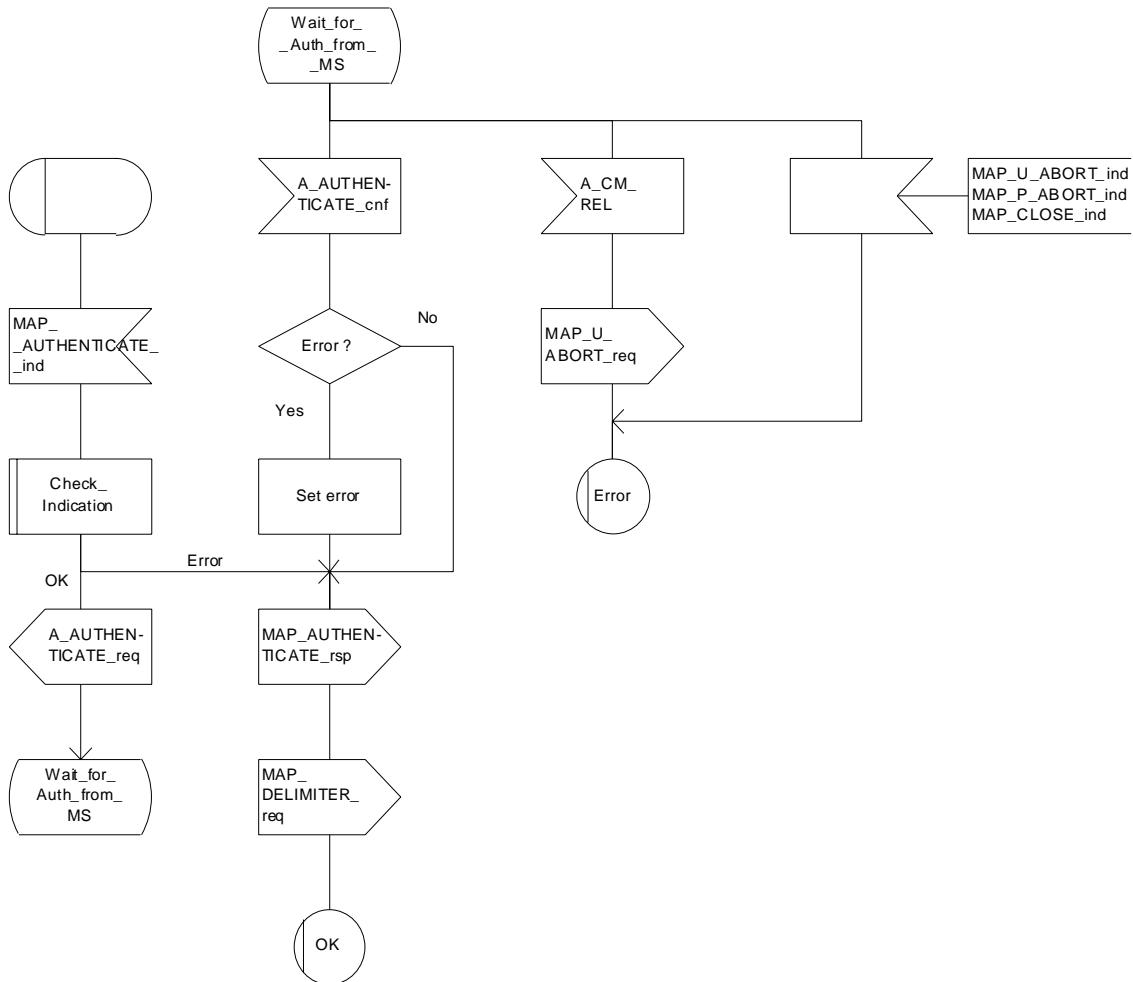 Wait_for_
_Auth_from_
_MS
A_AUTHEN-
TICATE_cnf
A_CM_
REL
MAP_U_ABORT_ind
MAP_P_ABORT_ind
MAP_CLOSE_ind
MAP_
_AUTHENTICATE_
_ind
Error ?
No
MAP_U_
ABORT_req
Yes
Check_
Indication
Set error
Error
Error
OK
A_AUTHEN-
TICATE_req
MAP_AUTHEN-
TICATE_rsp
Wait_for_
Auth_from_
MS
MAP_
DELIMITER_
req
OK